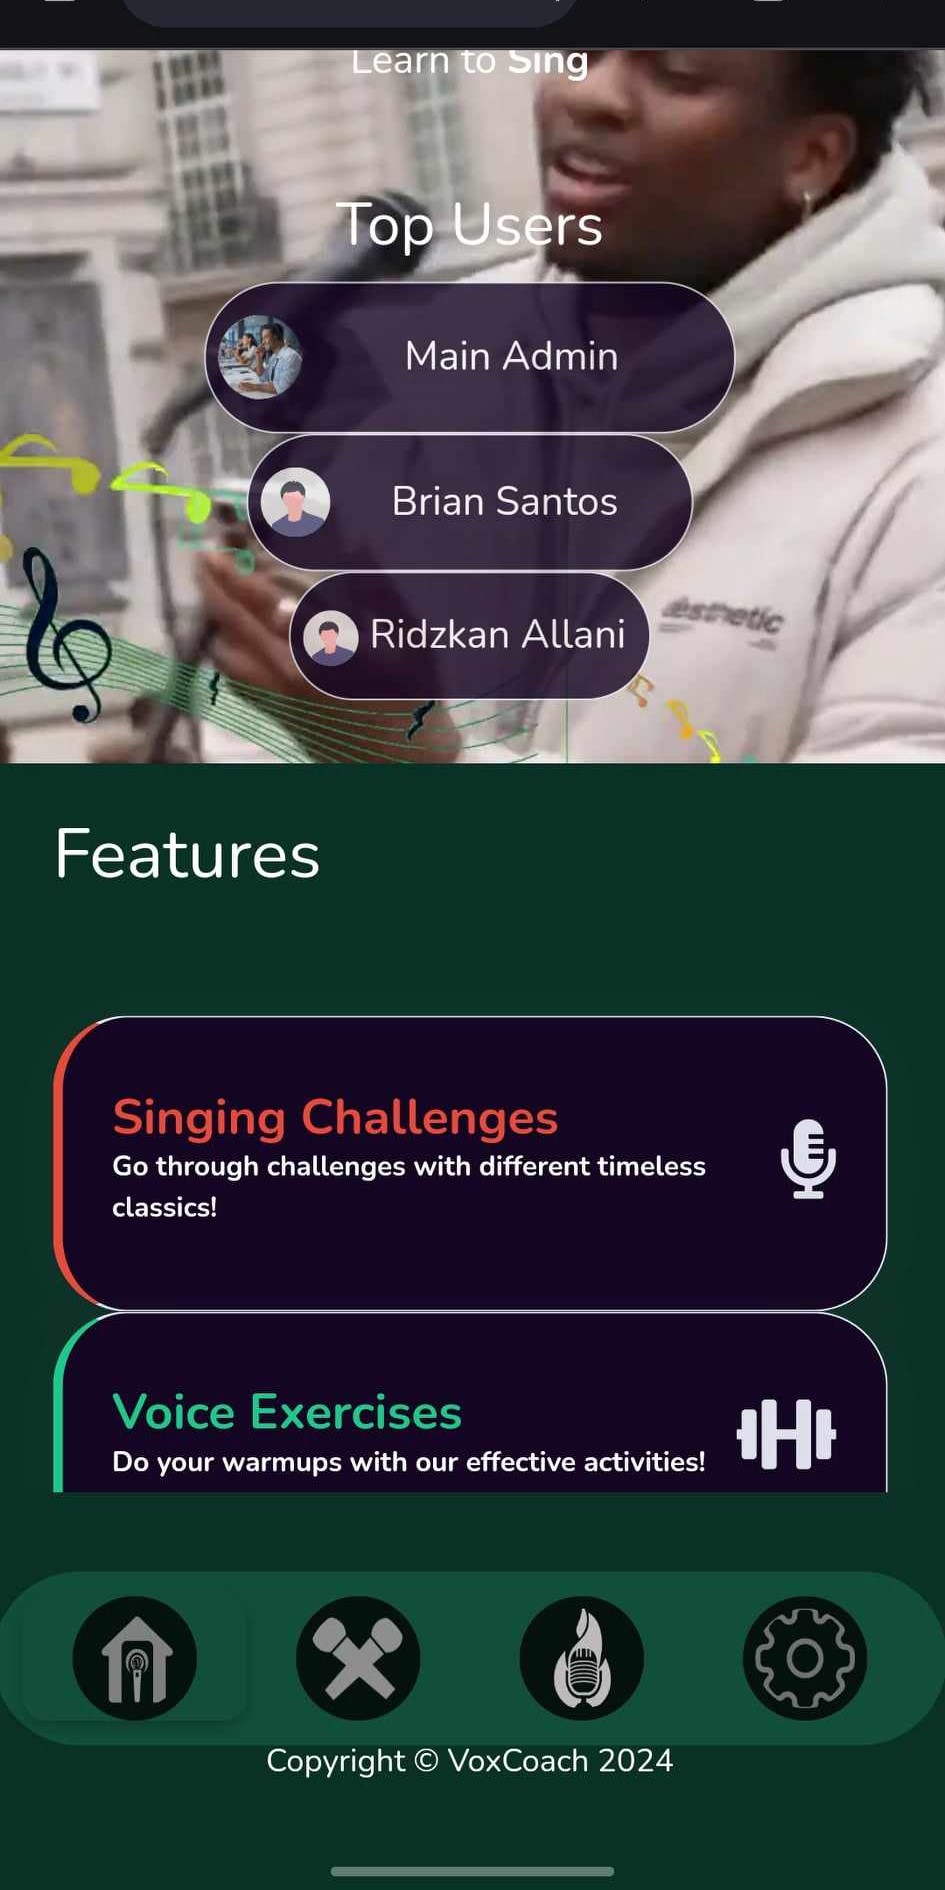 Learn to Sing
Top Users
Main Admin
Brian Santos
Ridzkan Allani
aesthetic
Features
Singing Challenges
Go through challenges with different timeless
classics!
Voice Exercises
Do your warmups with our effective activities!
Copyright © VoxCoach 2024